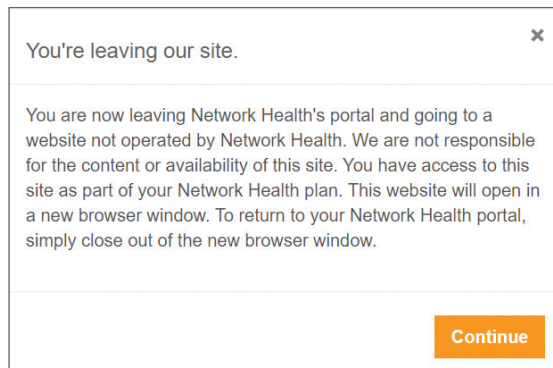 You're leaving our site.
You are now leaving Network Health's portal and going to a
website not operated by Network Health. We are not responsible
for the content or availability of this site. You have access to this
site as part of your Network Health plan. This website will open in
a new browser window. To return to your Network Health portal,
simply close out of the new browser window.
Continue